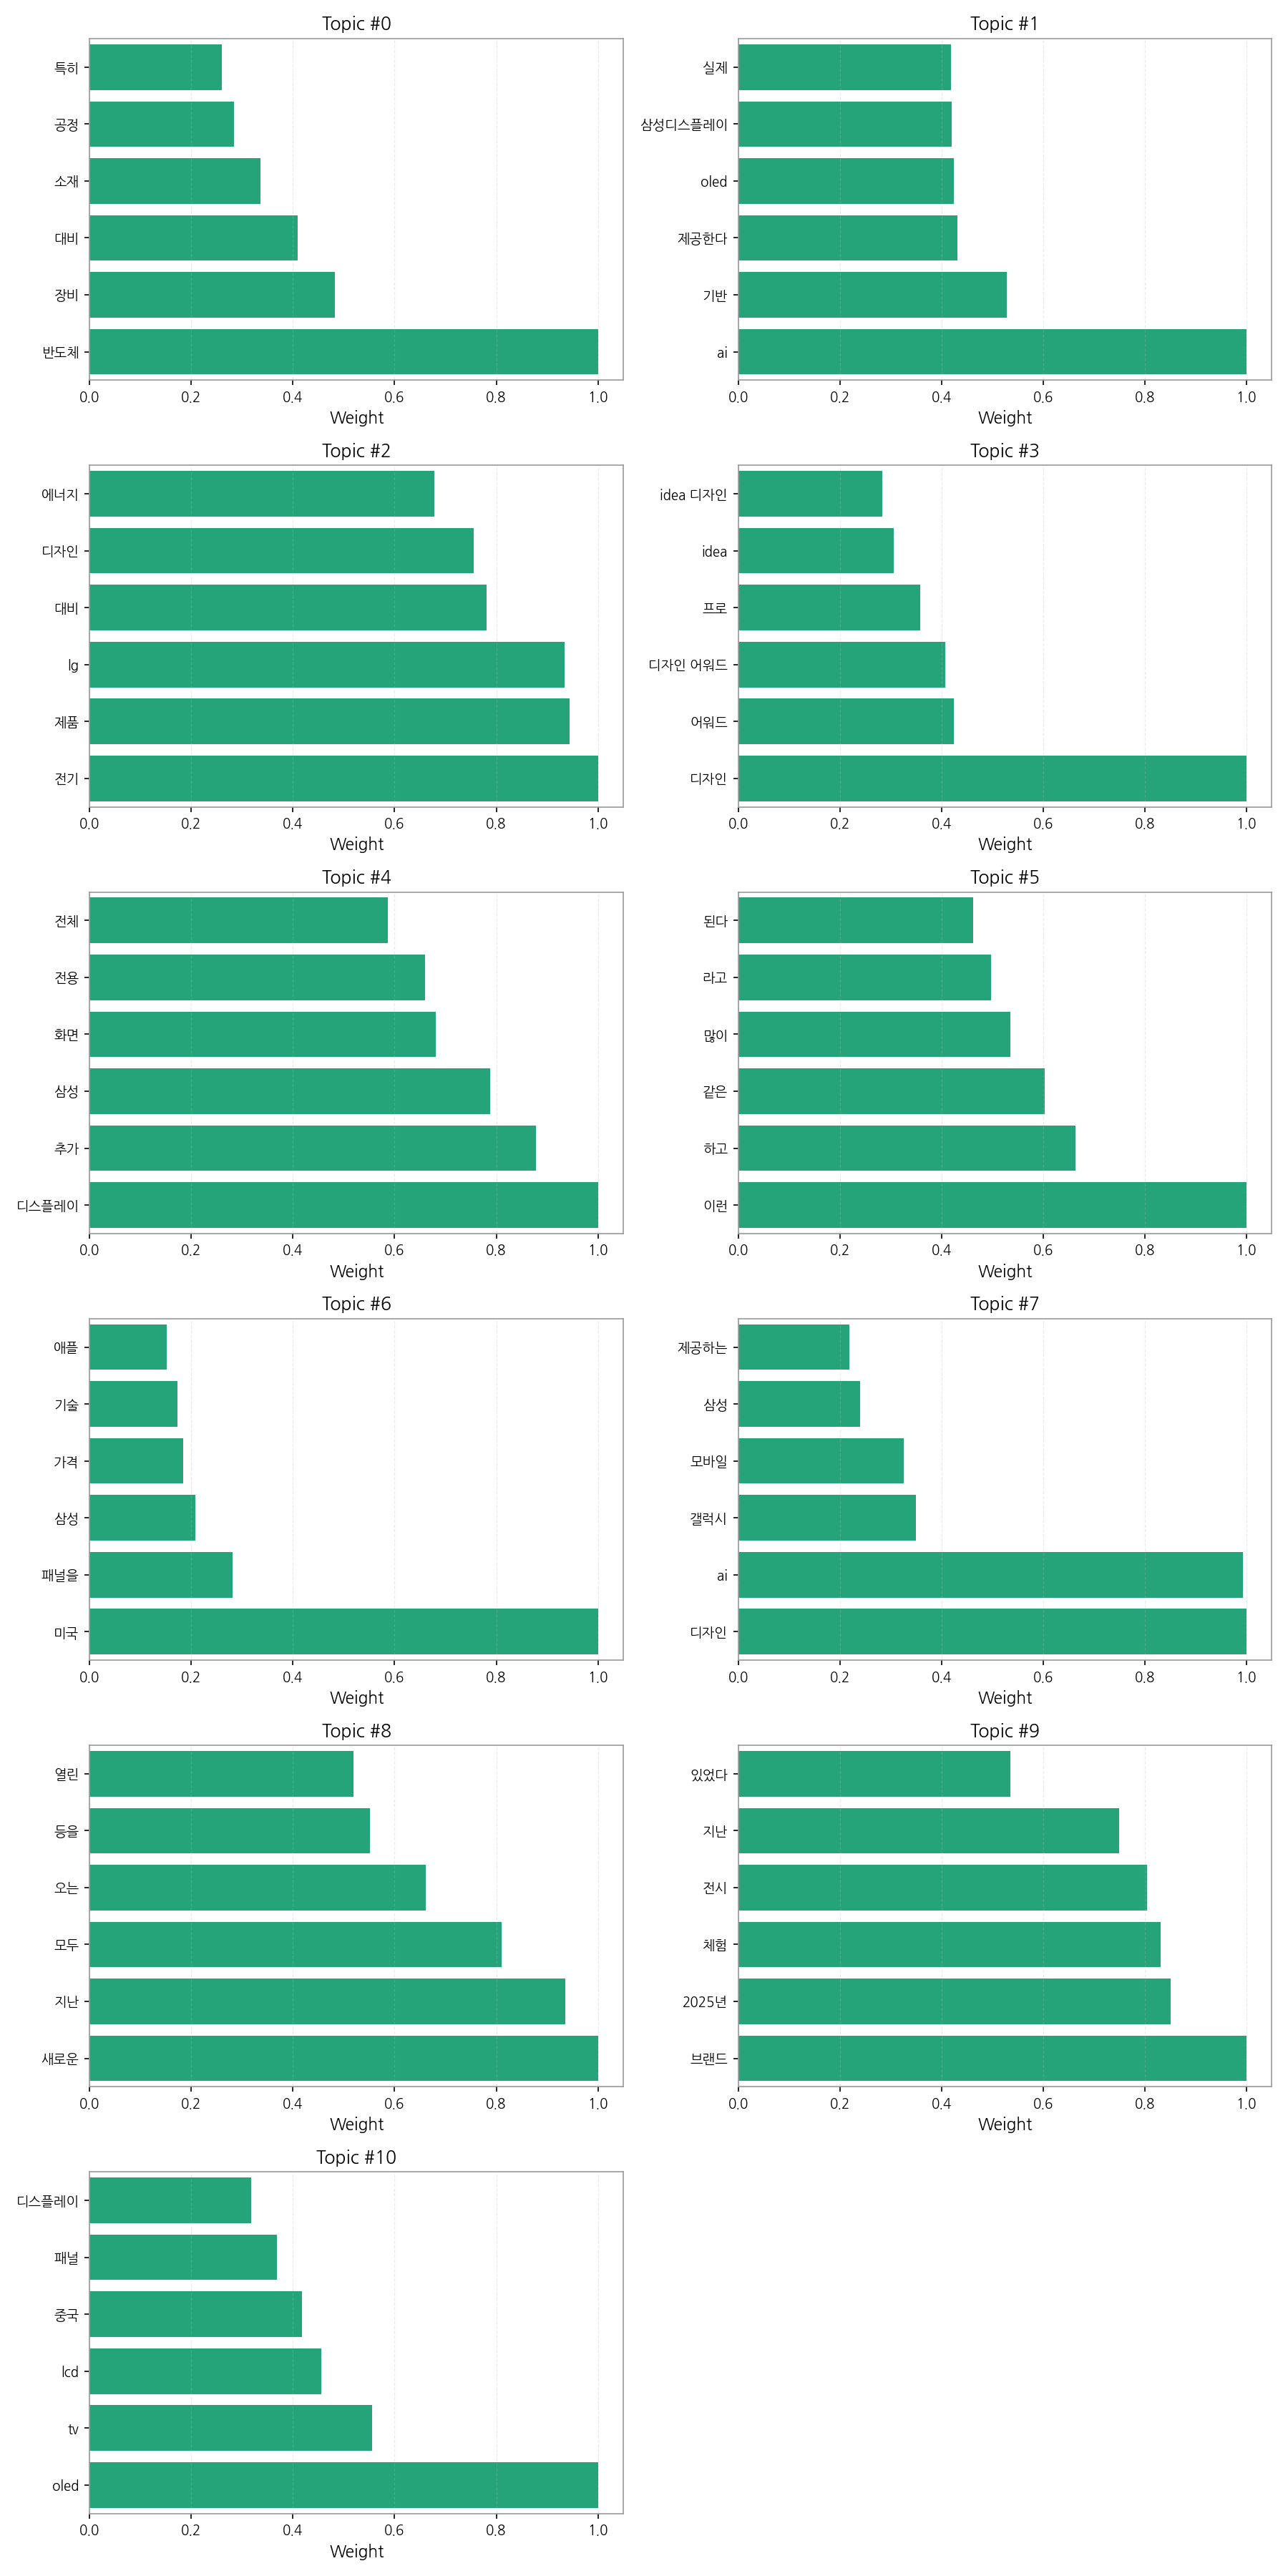 Topic #0
특히
공정
소재
대비
장비
반도체
0.0 0.2 0.4 0.6 0.8 1.0
Weight
Topic #1
실제
삼성디스플레이
oled
제공한다
기반
ai
0.0 0.2 0.4 0.6 0.8 1.0
Weight
Topic #2
에너지
디자인
대비
lg
제품
전기
0.0 0.2 0.4 0.6 0.8 1.0
Weight
Topic #3
idea 디자인
idea
프로
디자인 어워드
어워드
디자인
0.0 0.2 0.4 0.6 0.8 1.0
Weight
Topic #4
전체
전용
화면
삼성
추가
디스플레이
0.0 0.2 0.4 0.6 0.8 1.0
Weight
Topic #5
된다
라고
많이
같은
하고
이런
0.0 0.2 0.4 0.6 0.8 1.0
Weight
Topic #6
애플
기술
가격
삼성
패널을
미국
0.0 0.2 0.4 0.6 0.8 1.0
Weight
Topic #7
제공하는
삼성
모바일
갤럭시
ai
디자인
0.0 0.2 0.4 0.6 0.8 1.0
Weight
Topic #8
열린
등을
오는
모두
지난
새로운
0.0 0.2 0.4 0.6 0.8 1.0
Weight
Topic #9
있었다
지난
전시
체험
2025년
브랜드
0.0 0.2 0.4 0.6 0.8 1.0
Weight
Topic #10
디스플레이
패널
중국
lcd
tv
oled
0.0 0.2 0.4 0.6 0.8 1.0
Weight